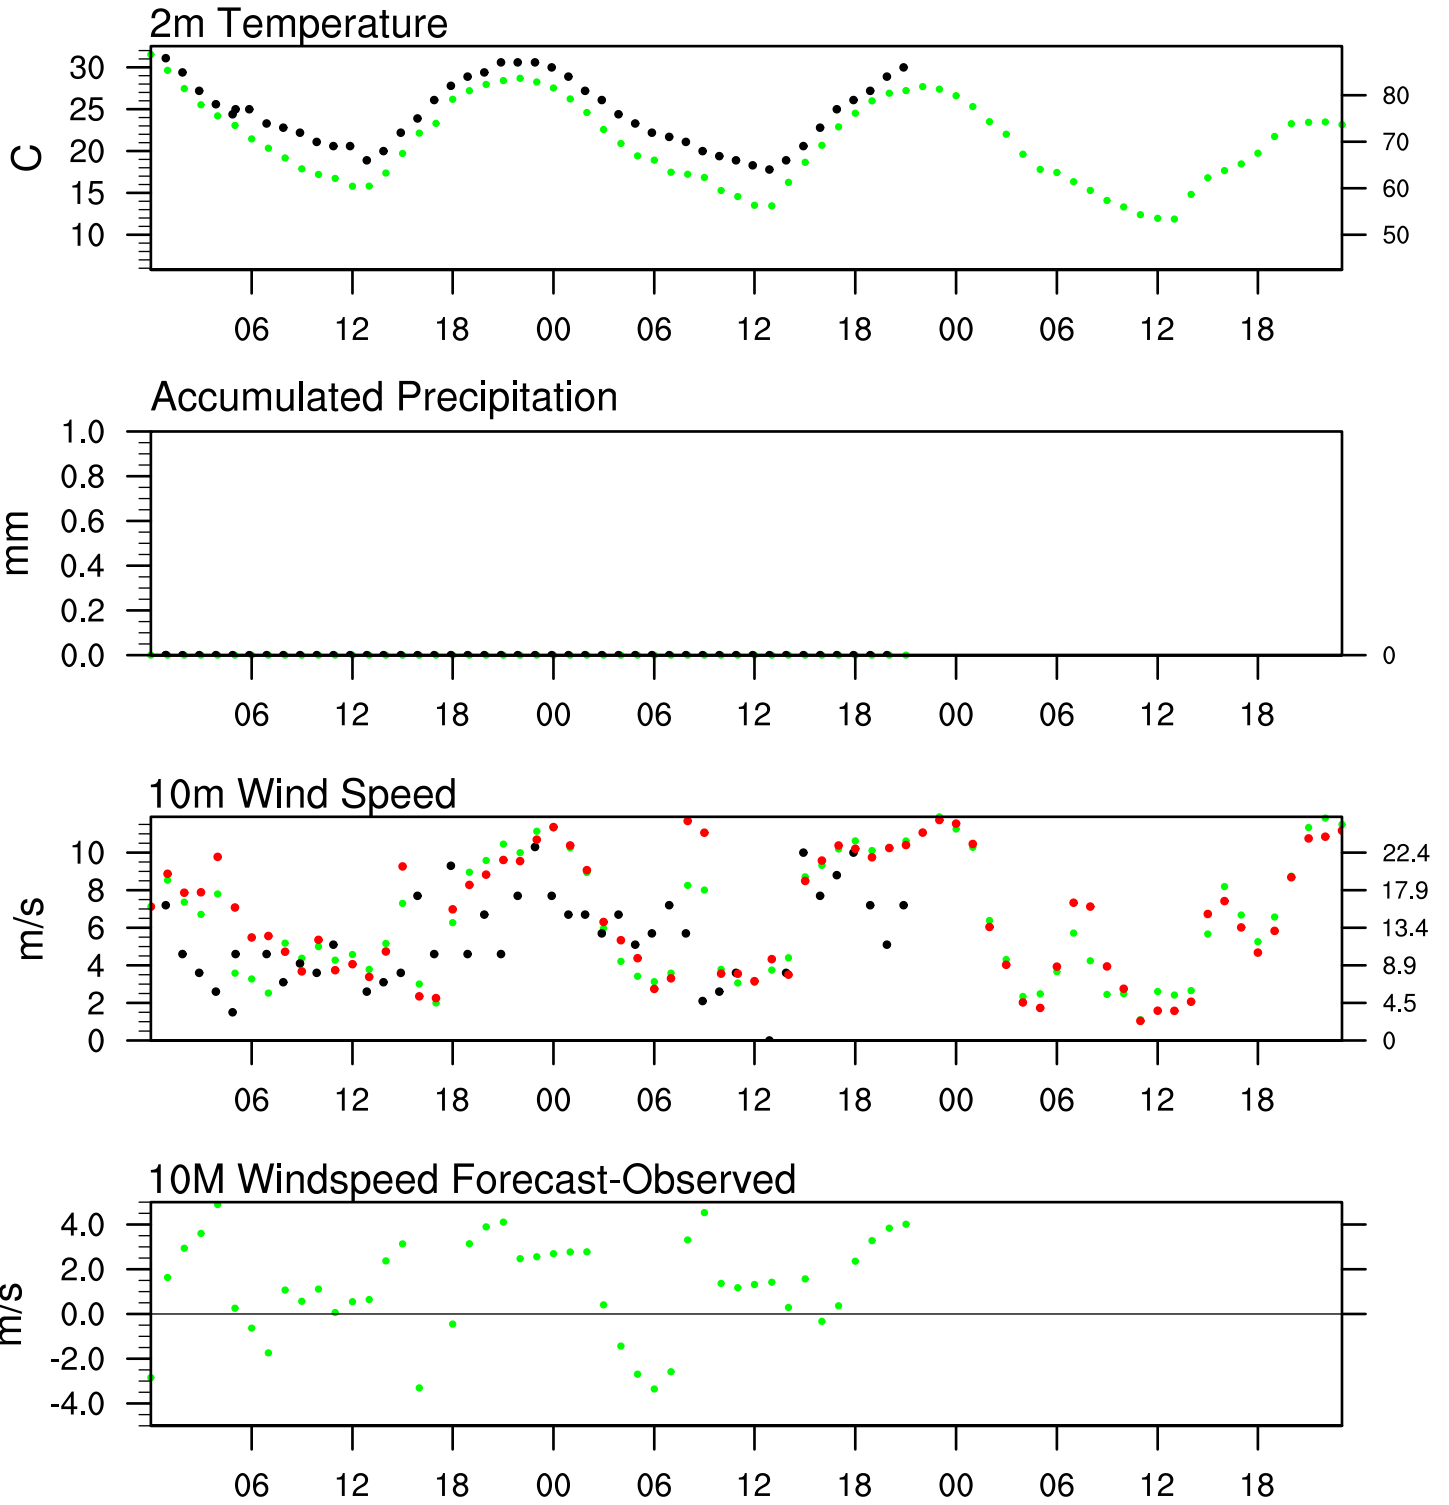 2m Temperature
30
25
20
15
10
C
80
70
60
50
06 12 18 00 06 12 18 00 06 12 18
Accumulated Precipitation
1.0
0.8
0.6
0.4
0.2
0.0
mm
0
06 12 18 00 06 12 18 00 06 12 18
10m Wind Speed
10
8
6
4
2
0
m/s
22.4
17.9
13.4
8.9
4.5
0
06 12 18 00 06 12 18 00 06 12 18
10M Windspeed Forecast-Observed
4.0
2.0
0.0
-2.0
-4.0
m/s
06 12 18 00 06 12 18 00 06 12 18